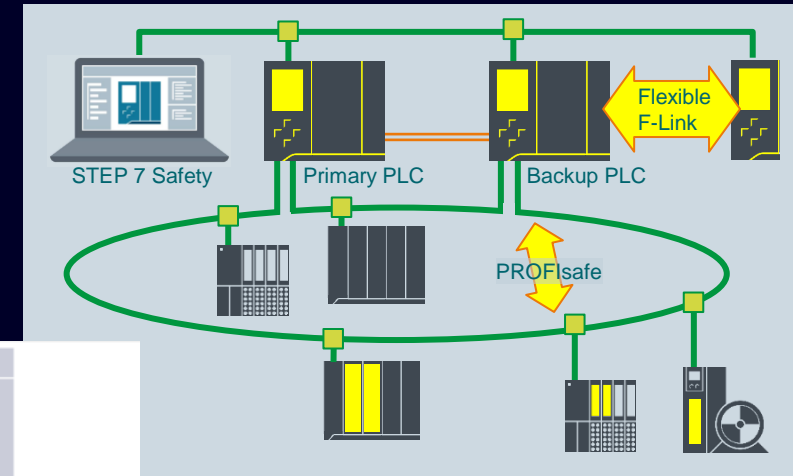 Flexible
F-Link
STEP 7 Safety
Primary PLC
Backup PLC
PROFIsafe